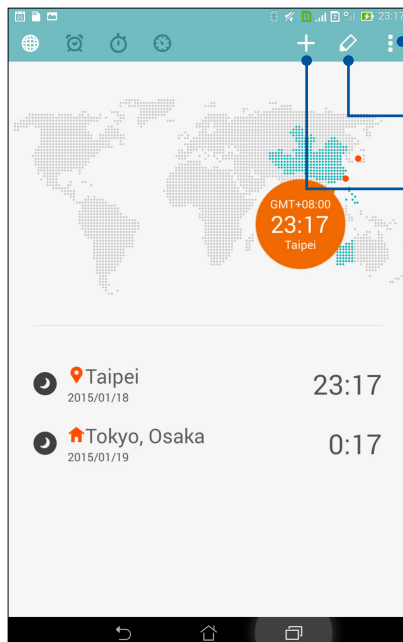 23:17
GMT+08:00
23:17
Taipei
Taipei
23:17
2015/01/18
Tokyo, Osaka
0:17
2015/01/19